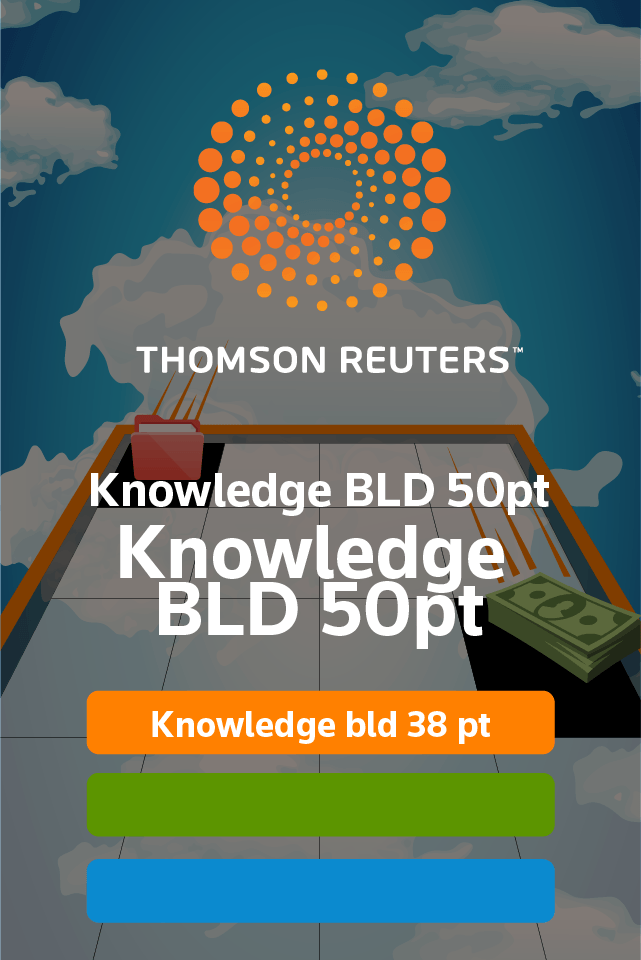 THOMSON REUTERS™
Knowledge BLD 50pt
Knowledge
BLD 50pt
Knowledge bld 38 pt